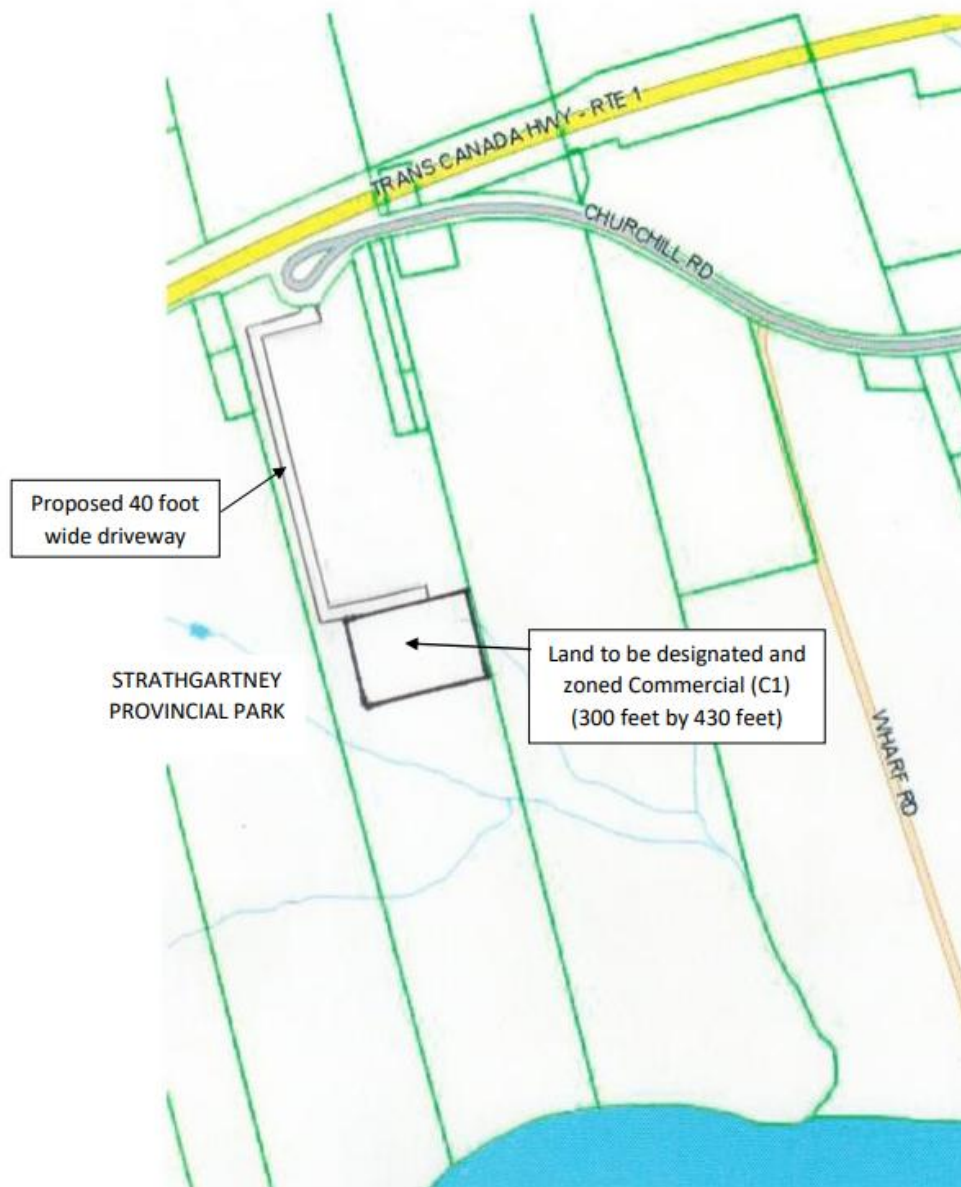 TRANS CANADA HWY - RTE 1
CHURCHILL RD
Proposed 40 foot
wide driveway
STRATHGARTNEY
PROVINCIAL PARK
Land to be designated and
zoned Commercial (C1)
(300 feet by 430 feet)
WHARF RD